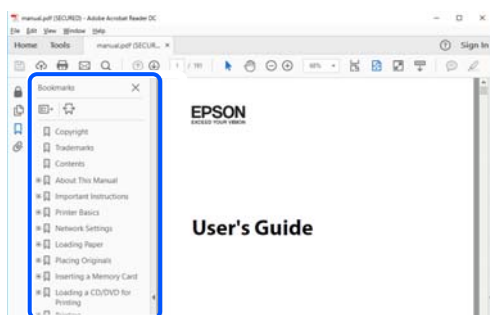 manual.pdf (SECURED) - Adobe Acrobat Reader DC
File Edit View Window Help
Home Tools manual.pdf (SECUR... × Sign In
1 / 191
Bookmarks
Copyright
Trademarks
Contents
About This Manual
Important Instructions
Printer Basics
Network Settings
Loading Paper
Placing Originals
Inserting a Memory Card
Loading a CD/DVD for
Printing
EPSON
EXCEED YOUR VISION
User's Guide